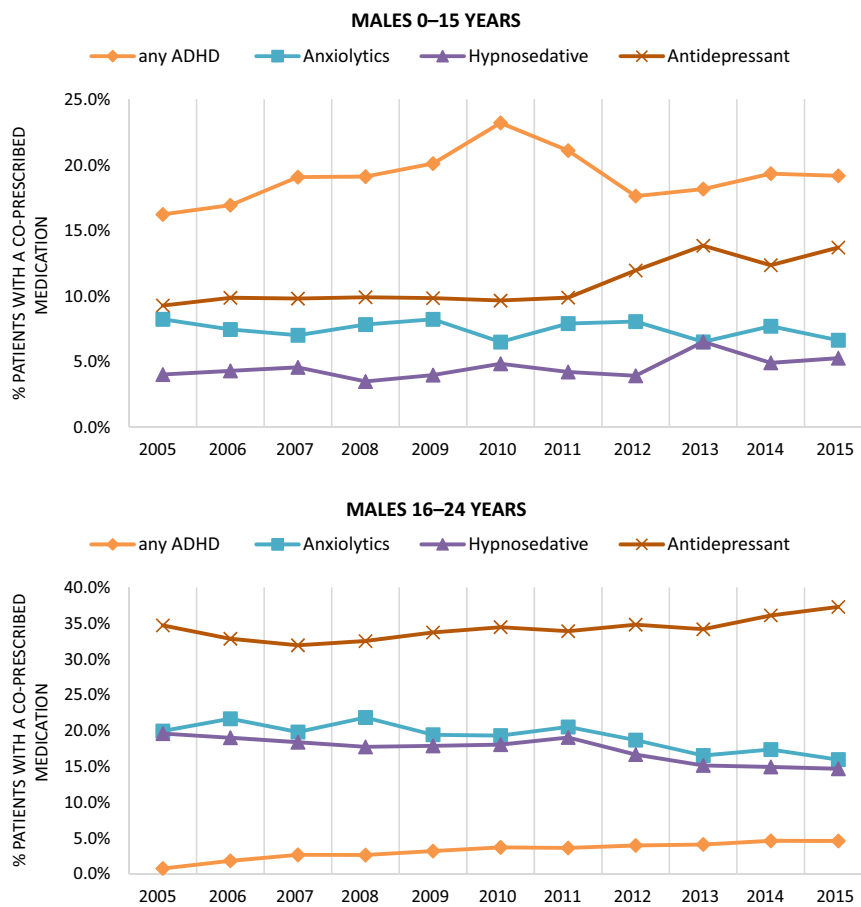 MALES 0–15 YEARS
any ADHD Anxiolytics Hypnosedative Antidepressant
% PATIENTS WITH A CO-PRESCRIBED
MEDICATION
25.0%
20.0%
15.0%
10.0%
5.0%
0.0%
2005 2006 2007 2008 2009 2010 2011 2012 2013 2014 2015
MALES 16–24 YEARS
any ADHD Anxiolytics Hypnosedative Antidepressant
% PATIENTS WITH A CO-PRESCRIBED
MEDICATION
40.0%
35.0%
30.0%
25.0%
20.0%
15.0%
10.0%
5.0%
0.0%
2005 2006 2007 2008 2009 2010 2011 2012 2013 2014 2015